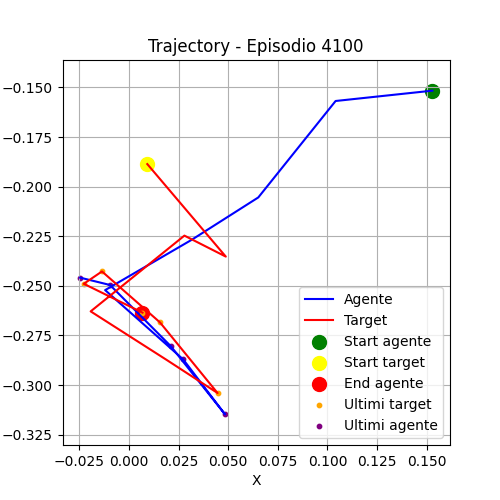 Trajectory - Episodio 4100
−0.150
−0.175
−0.200
−0.225
−0.250
−0.275
−0.300
−0.325
Agente
Target
Start agente
Start target
End agente
Ultimi target
Ultimi agente
−0.025 0.000 0.025 0.050 0.075 0.100 0.125 0.150
X